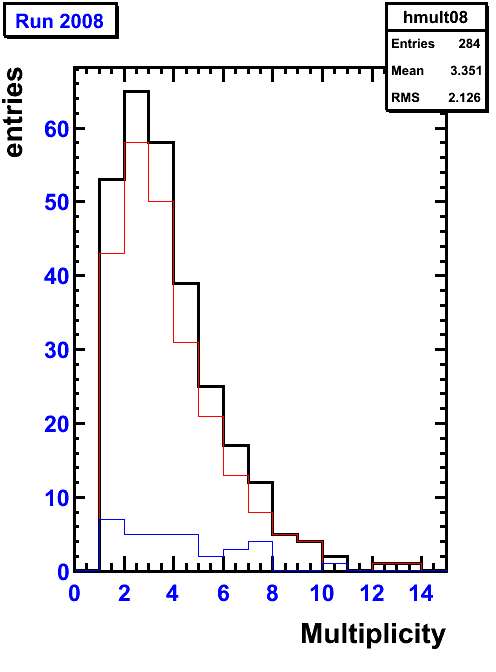 Run 2008
hmult08
Entries 284
Mean 3.351
RMS 2.126
entries
60
50
40
30
20
10
0
0 2 4 6 8 10 12 14
Multiplicity